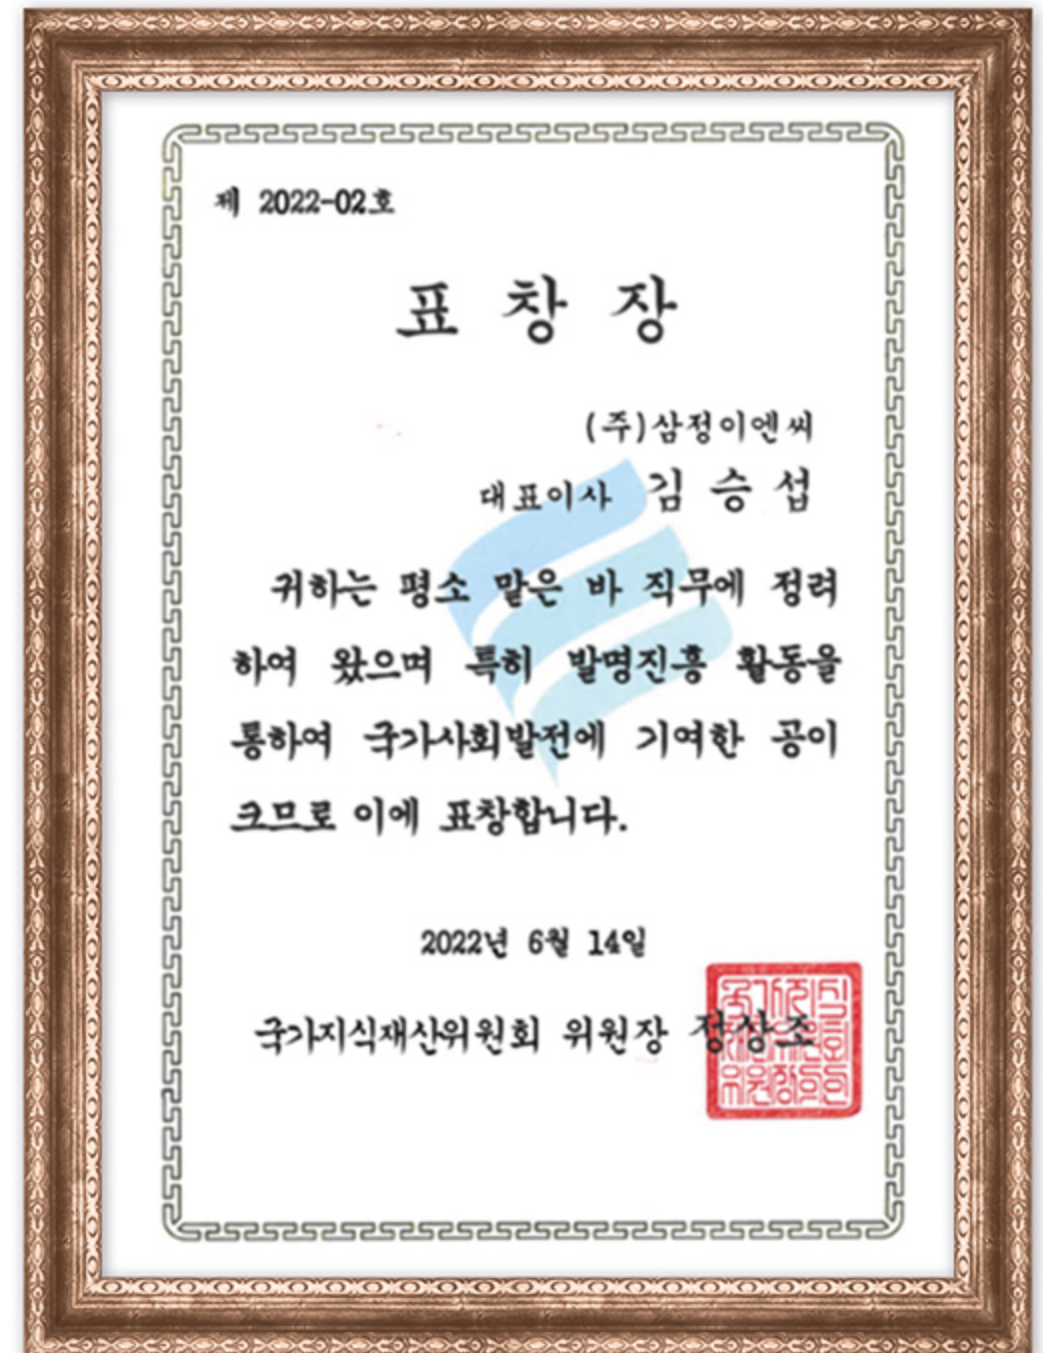 제 2022-02호
표 창 장
(주)삼정이엔씨
대표이사 김 승 섭
귀하는 평소 맡은 바 직무에 정려
하여 왔으며 특히 발명진흥 활동을
통하여 국가사회발전에 기여한 공이
크므로 이에 표창합니다.
2022년 6월 14일
국가지식재산위원회 위원장 정상조